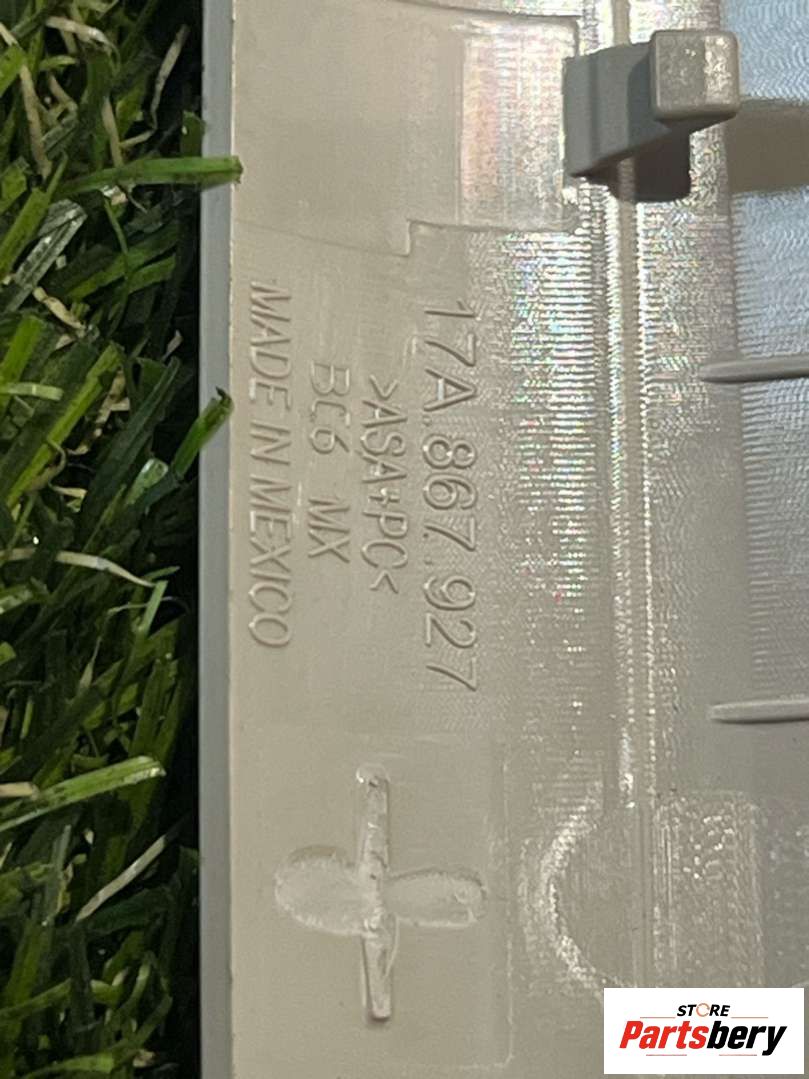 17A.867.927
>ASA+PC<
BC6 MX
MADE IN MEXICO
STORE
Partsbery